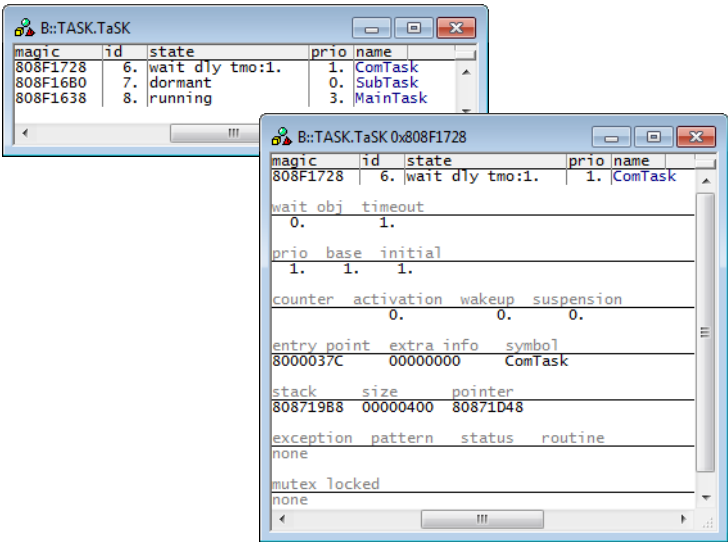 B::TASK.TaSK
magic id state prio name
808F1728 6. wait dly tmo:1. 1. ComTask
808F16B0 7. dormant 0. SubTask
808F1638 8. running 3. MainTask
B::TASK.TaSK 0x808F1728
magic id state prio name
808F1728 6. wait dly tmo:1. 1. ComTask
wait obj timeout
0. 1.
prio base initial
1. 1. 1.
counter activation wakeup suspension
0. 0. 0.
entry point extra info symbol
8000037C 00000000 ComTask
stack size pointer
808719B8 00000400 80871D48
exception pattern status routine
none
mutex locked
none